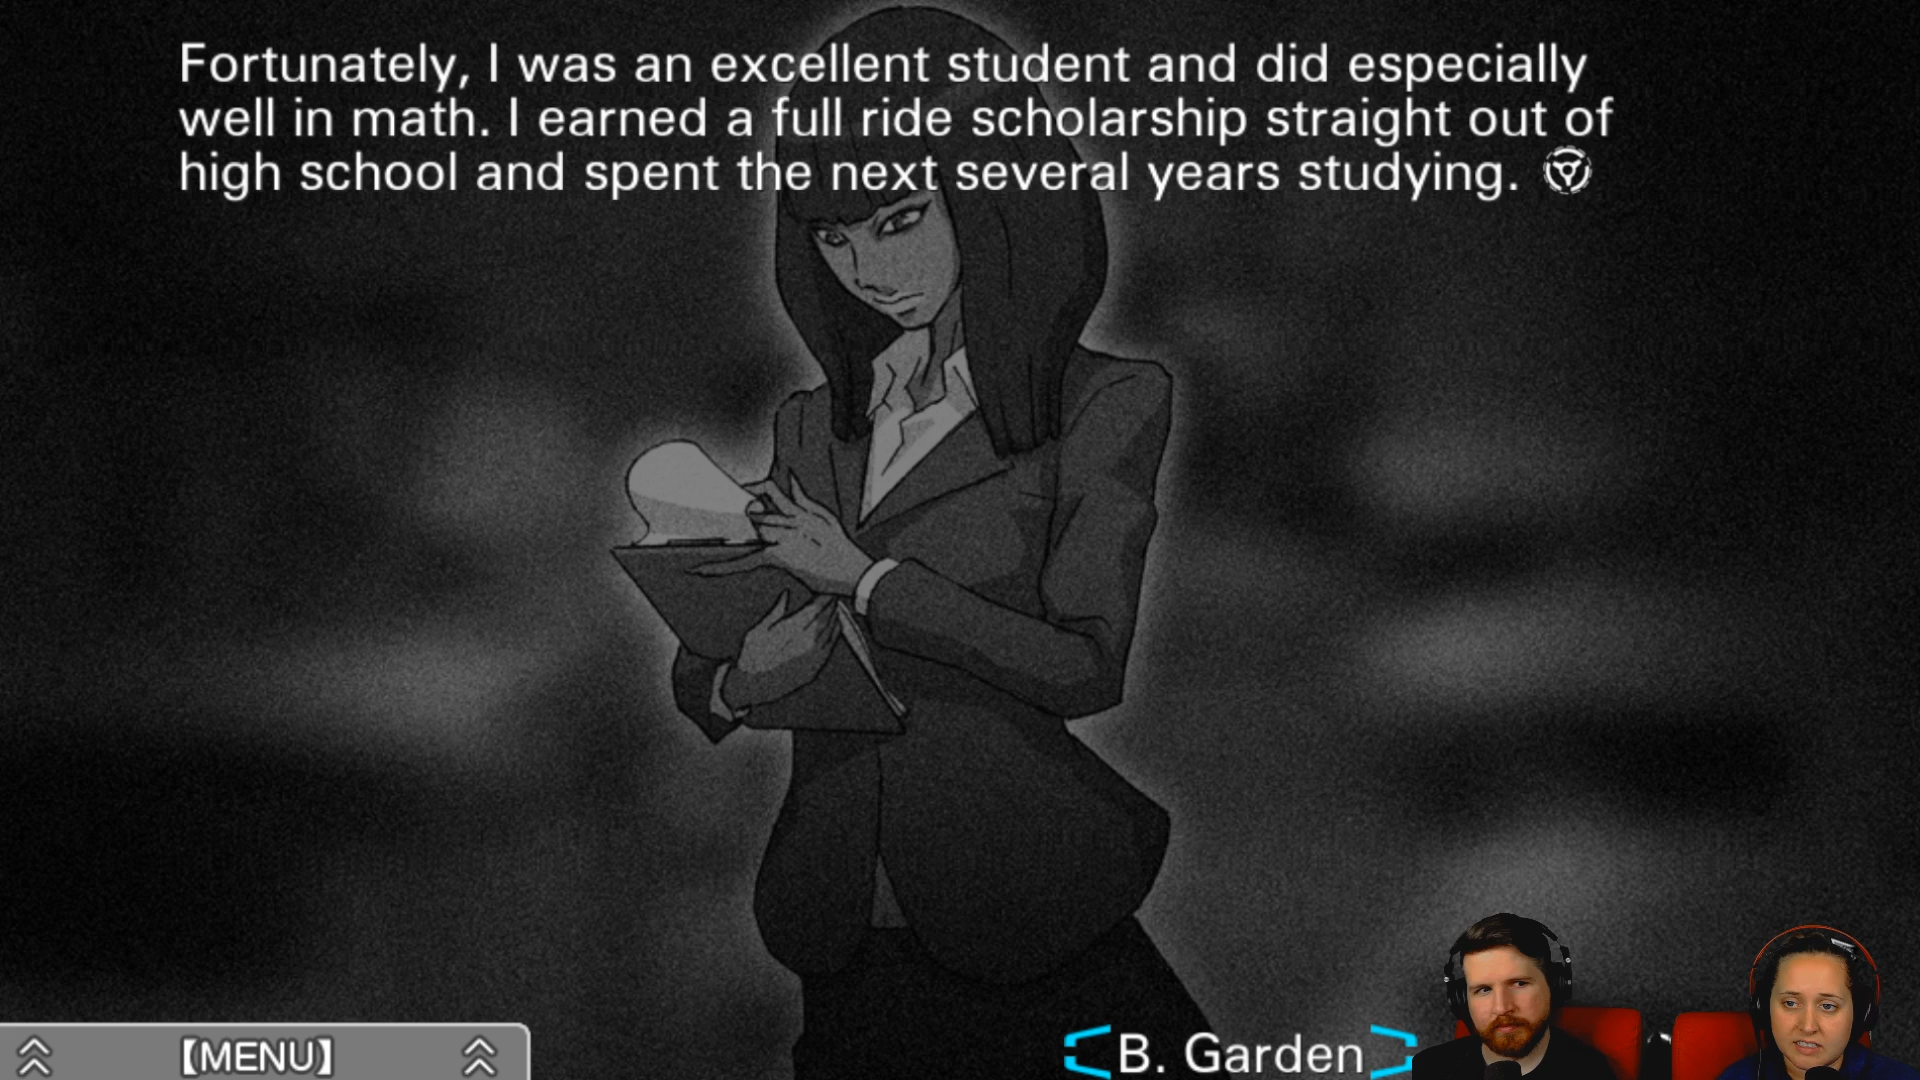 Fortunately, I was an excellent student and did especially
well in math. I earned a full ride scholarship straight out of
high school and spent the next several years studying.
【MENU】
B. Garden